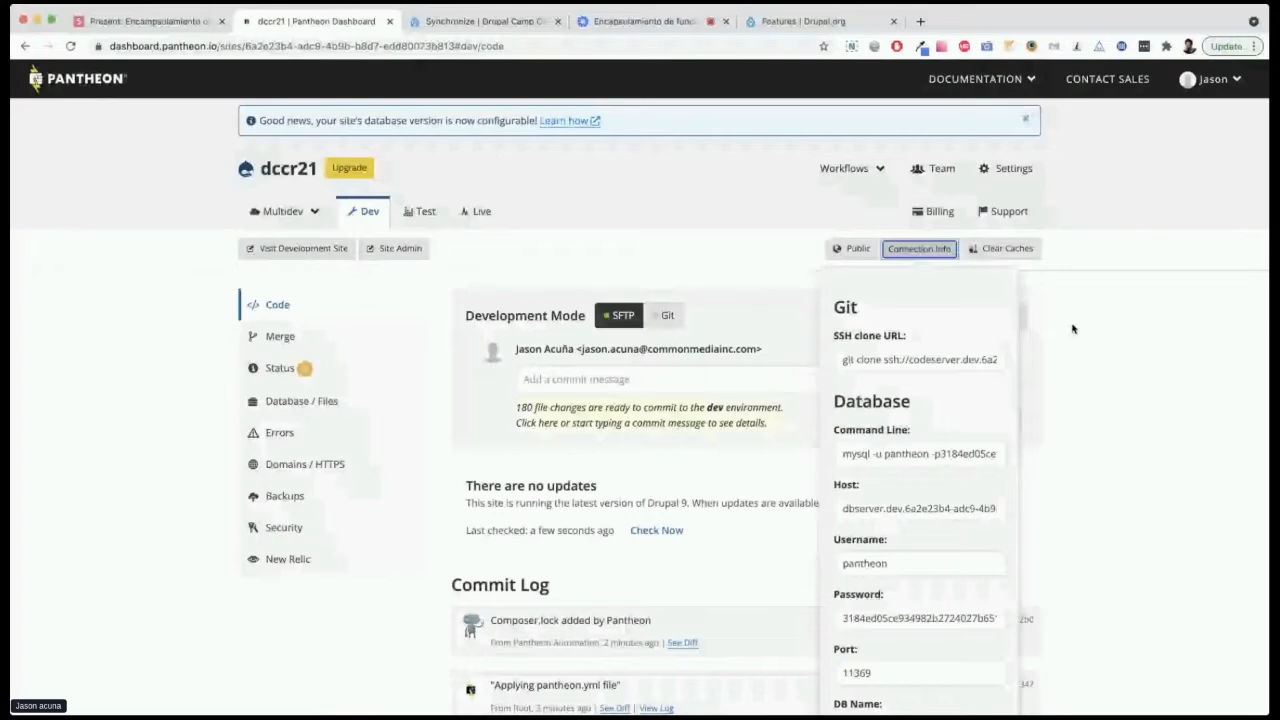 Present: Encampsulamiento o
dccr21 | Pantheon Dashboard
Synchronize | Drupal Camp C
Encapsulamiento de func
Features | Drupal.org
dashboard.pantheon.io/sites/6a2e23b4-adc9-4b9b-b8d7-edd80073b813#dev/code
Update
PANTHEON
DOCUMENTATION
CONTACT SALES
Jason
Good news, your site's database version is now configurable! Learn how
dccr21
Upgrade
Workflows
Team
Settings
Multidev
Dev
Test
Live
Billing
Support
Visit Development Site
Site Admin
Public
Connection Info
Clear Caches
Code
Merge
Status
Database / Files
Errors
Domains / HTTPS
Backups
Security
New Relic
Development Mode
SFTP
Git
Jason Acuña <jason.acuna@commonmediainc.com>
Add a commit message
180 file changes are ready to commit to the dev environment.
Click here or start typing a commit message to see details.
There are no updates
This site is running the latest version of Drupal 9. When updates are available
Last checked: a few seconds ago
Check Now
Commit Log
Composer.lock added by Pantheon
From Pantheon Automation, 2 minutes ago | See Diff
"Applying pantheon.yml file"
From Root, 3 minutes ago | See Diff | View Log
Git
SSH clone URL:
git clone ssh://codeserver.dev.6a2
Database
Command Line:
mysql -u pantheon -p3184ed05ce
Host:
dbserver.dev.6a2e23b4-adc9-4b9
Username:
pantheon
Password:
3184ed05ce934982b2724027b65
Port:
11369
DB Name:
347
Jason acuna